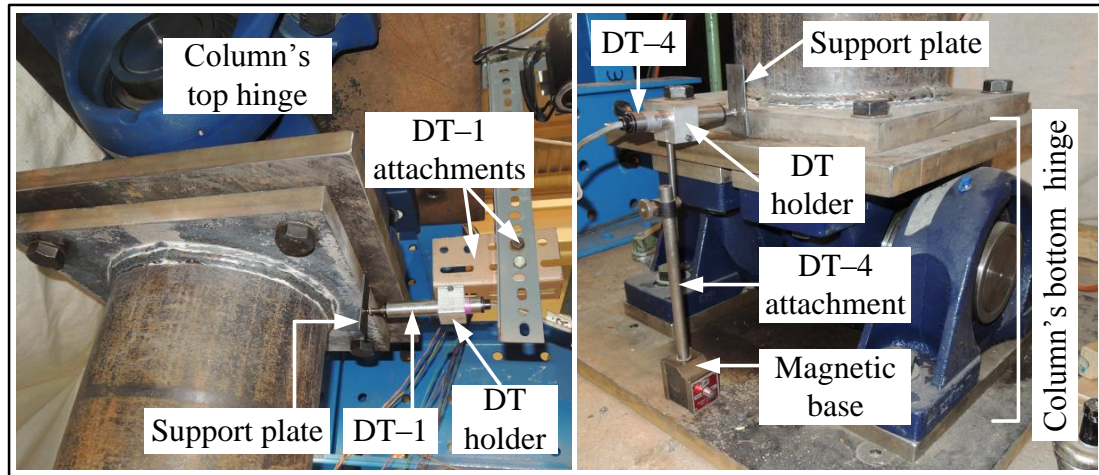 Column's
top hinge
DT–1
attachments
Support plate
DT–1
DT
holder
DT–4
Support plate
DT
holder
DT–4
attachment
Magnetic
base
Column's bottom hinge